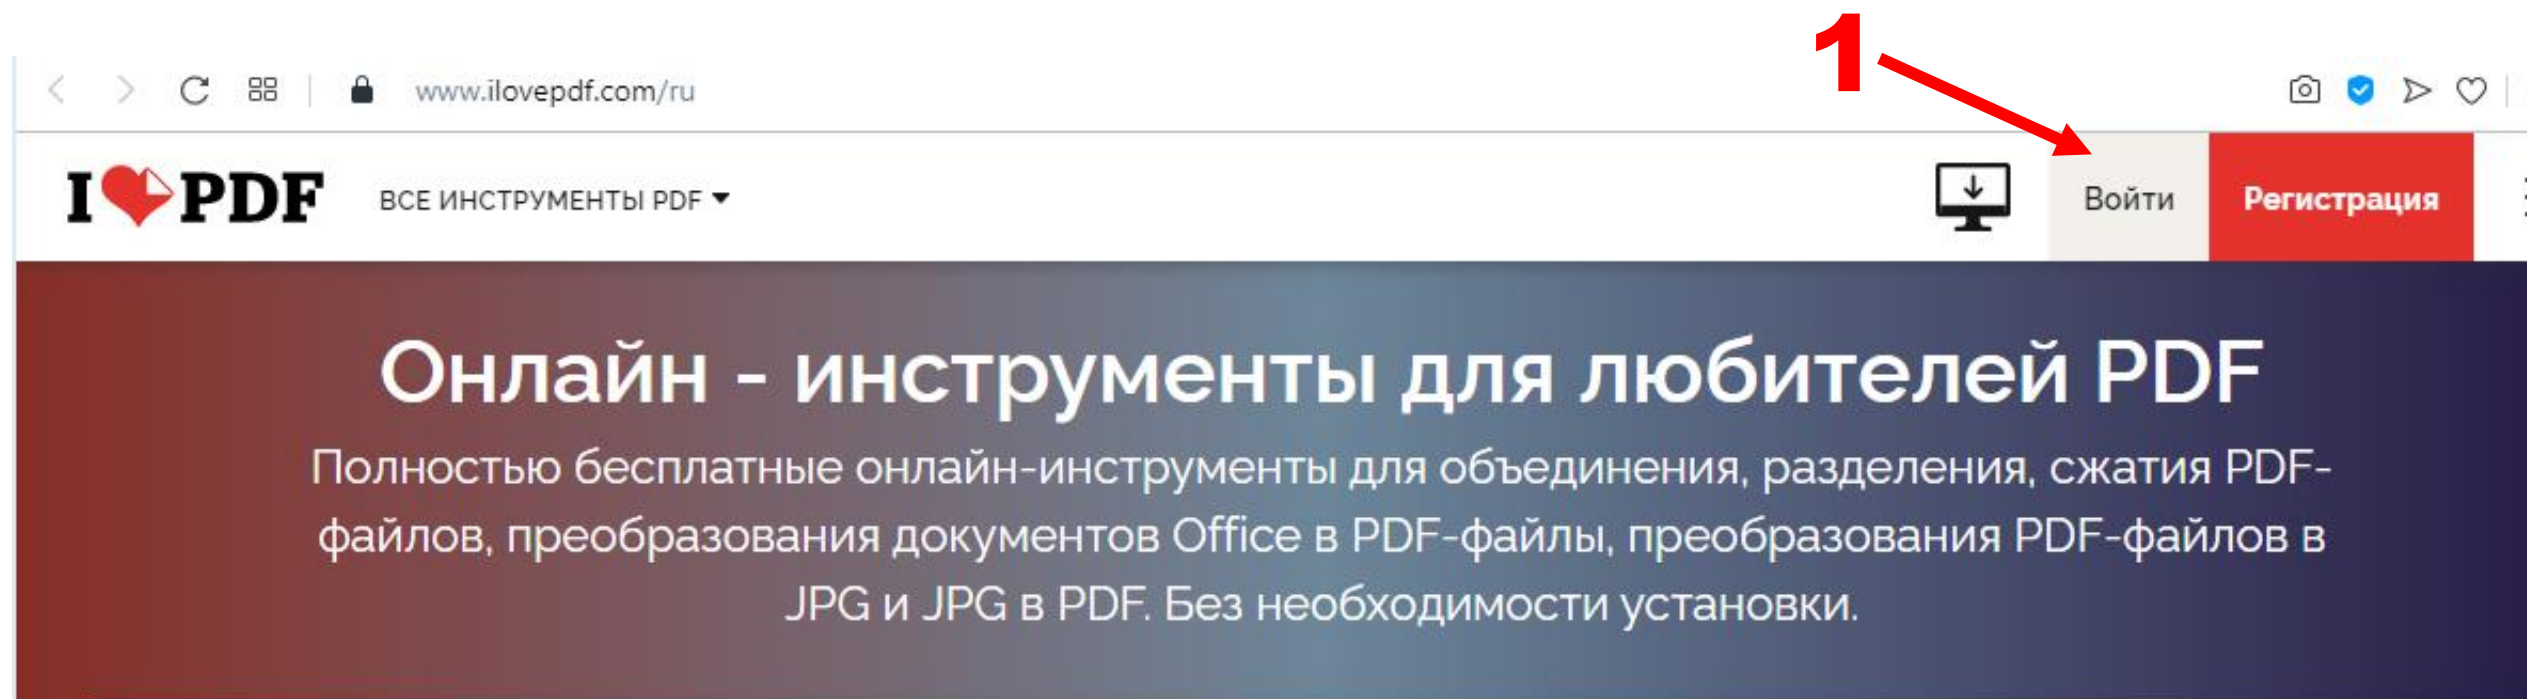 1
www.ilovepdf.com/ru
I PDF
ВСЕ ИНСТРУМЕНТЫ PDF
Войти
Регистрация
Онлайн - инструменты для любителей PDF
Полностью бесплатные онлайн-инструменты для объединения, разделения, сжатия PDF-
файлов, преобразования документов Office в PDF-файлы, преобразования PDF-файлов в
JPG и JPG в PDF. Без необходимости установки.